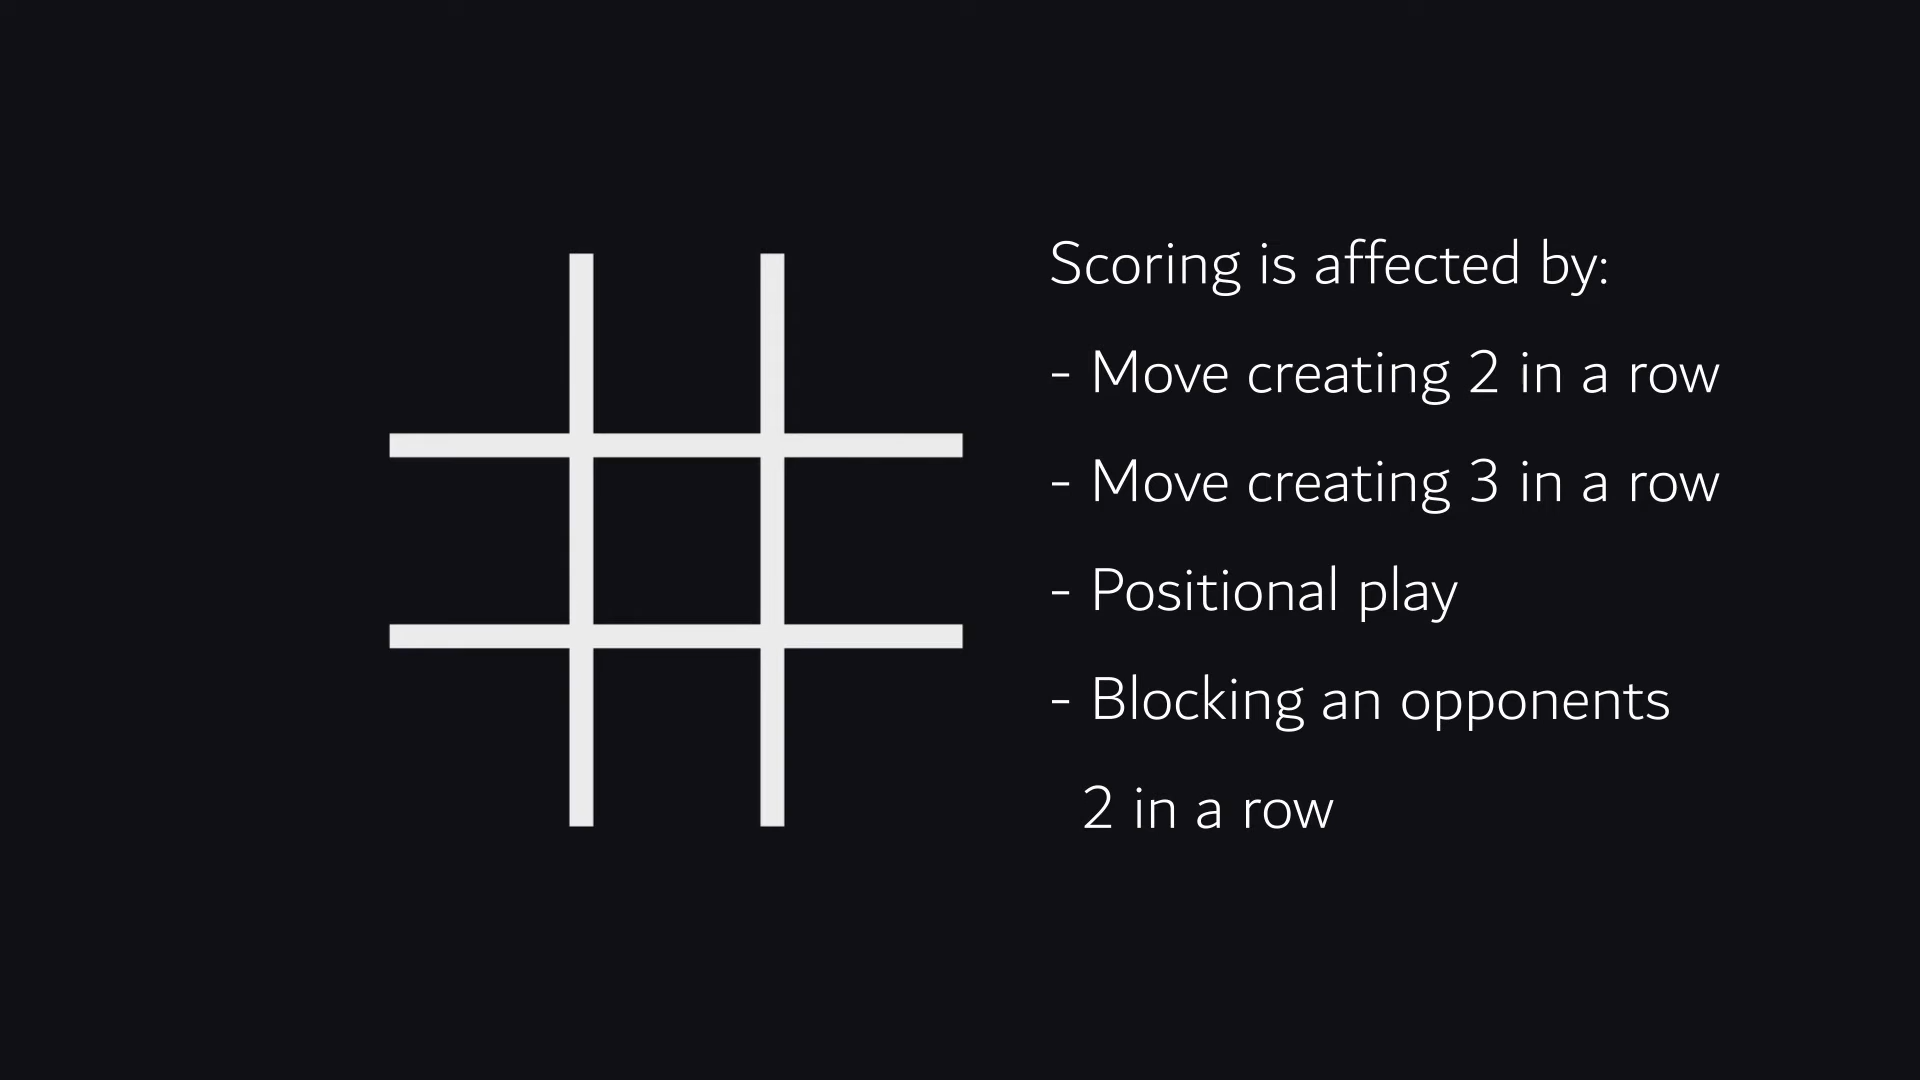 Scoring is affected by:
- Move creating 2 in a row
- Move creating 3 in a row
- Positional play
- Blocking an opponents
2 in a row